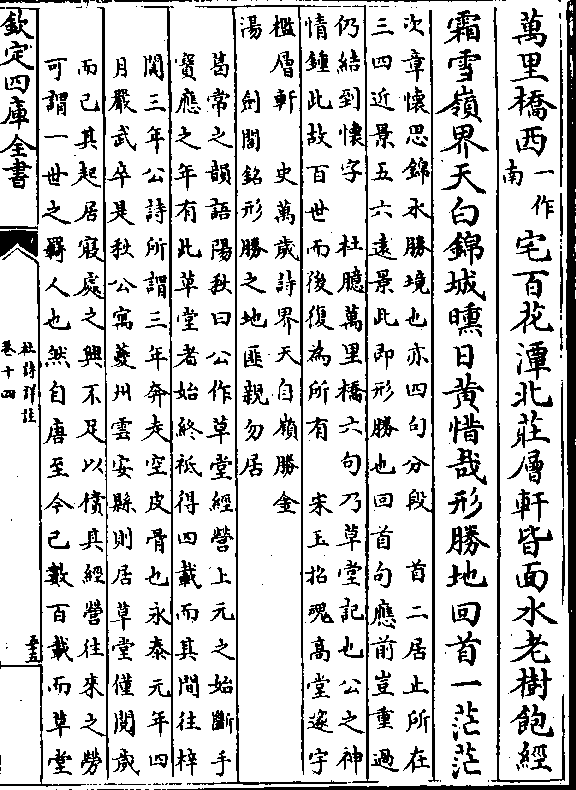 萬里橋西一作南宅百花潭北莊層軒皆面水老樹飽經
霜雪嶺界天白錦城曛日黃惜哉形勝地回首一茫茫
次章懷思錦水勝境也亦四句分段　首二居止所在
三四近景五六遠景此即形勝也回首句應前豈重過
仍結到懷字　杜臆萬里橋六句乃草堂記也公之神
情鍾此故百世而後復為所有　宋玉招魂高堂邃宇
檻層軒　史萬歲詩界天自嶺勝金
湯　劍閣銘形勝之地匪親勿居
葛常之韻語陽秋曰公作草堂經營上元之始斷手
寶應之年有此草堂者始終祗得四載而其間往梓
閬三年公詩所謂三年奔走空皮骨也永泰元年四
月嚴武卒是秋公寓夔州雲安縣則居草堂僅閱歲
而已其起居寢處之興不足以償其經營往來之勞
可謂一世之羇人也然自唐至今已數百載而草堂
欽定四庫全書
杜詩詳註
卷十四